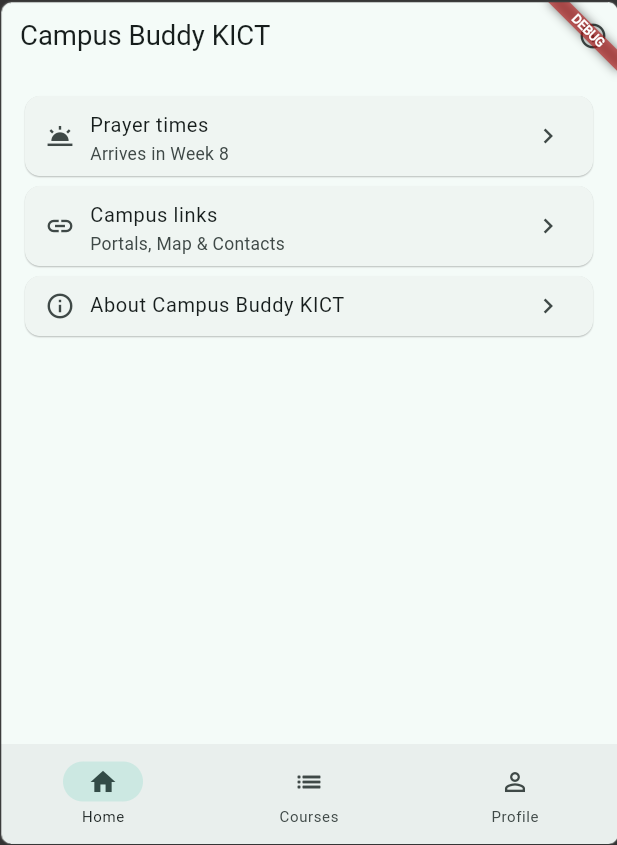 Campus Buddy KICT
DEBUG
Prayer times
Arrives in Week 8
Campus links
Portals, Map & Contacts
About Campus Buddy KICT
Home
Courses
Profile